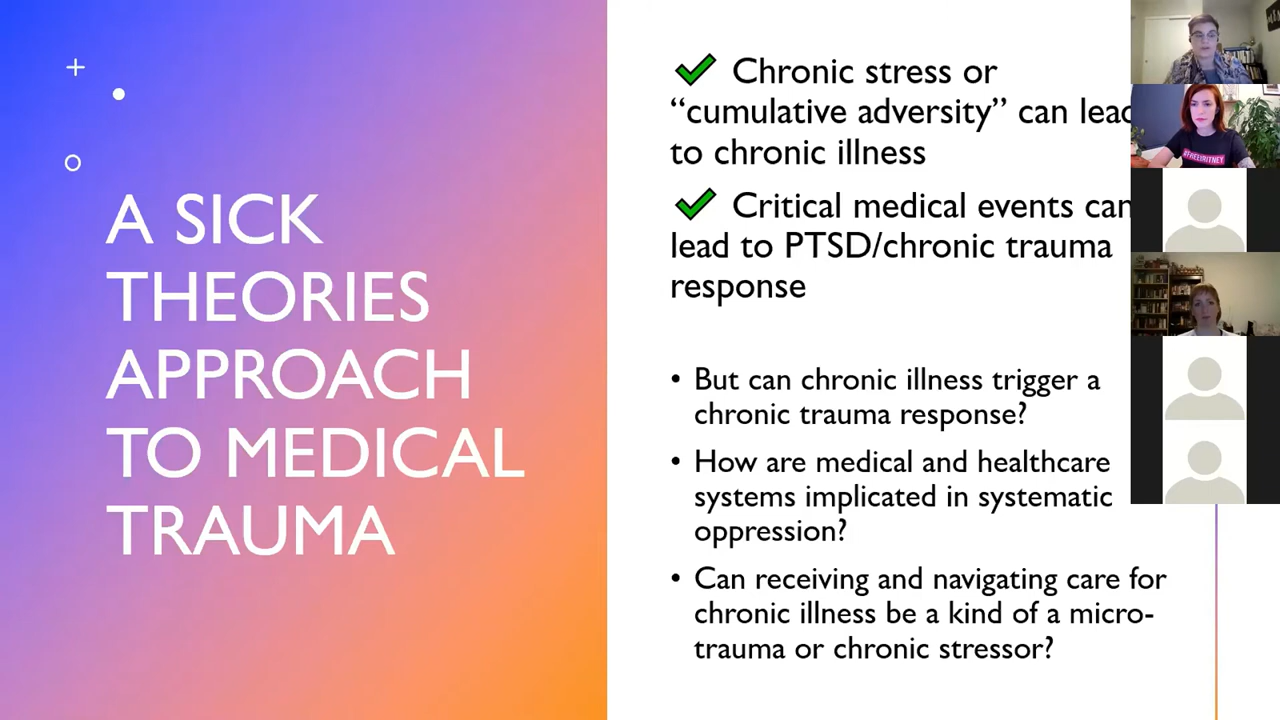 A SICK
THEORIES
APPROACH
TO MEDICAL
TRAUMA
Chronic stress or
“cumulative adversity” can lead
to chronic illness
Critical medical events can
lead to PTSD/chronic trauma
response
• But can chronic illness trigger a
chronic trauma response?
• How are medical and healthcare
systems implicated in systematic
oppression?
• Can receiving and navigating care for
chronic illness be a kind of a micro-
trauma or chronic stressor?
#FREEBRITNEY